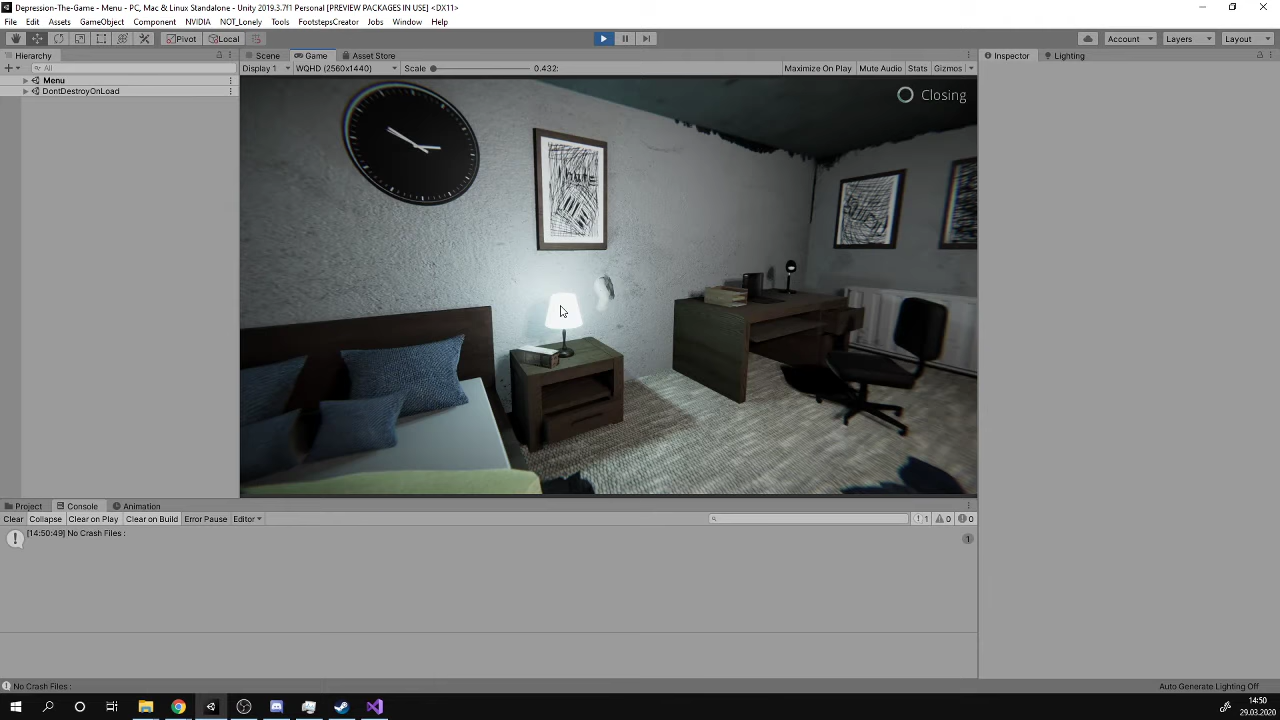 Depression-The-Game - Menu - PC, Mac & Linux Standalone - Unity 2019.3.7f1 Personal [PREVIEW PACKAGES IN USE] <DX11>
File Edit Assets GameObject Component NVIDIA NOT_Lonely Tools FootstepsCreator Jobs Window Help
Pivot Local Account Layers Layout
Hierarchy Scene Game Asset Store Inspector Lighting
All Display 1 WQHD (2560x1440) Scale 0.432: Maximize On Play Mute Audio Stats Gizmos
Menu
DontDestroyOnLoad
Closing
I hate
Project Console Animation
Clear Collapse Clear on Play Clear on Build Error Pause Editor 1 0 0
[14:50:49] No Crash Files : 1
No Crash Files : Auto Generate Lighting Off
14:50
29.03.2020